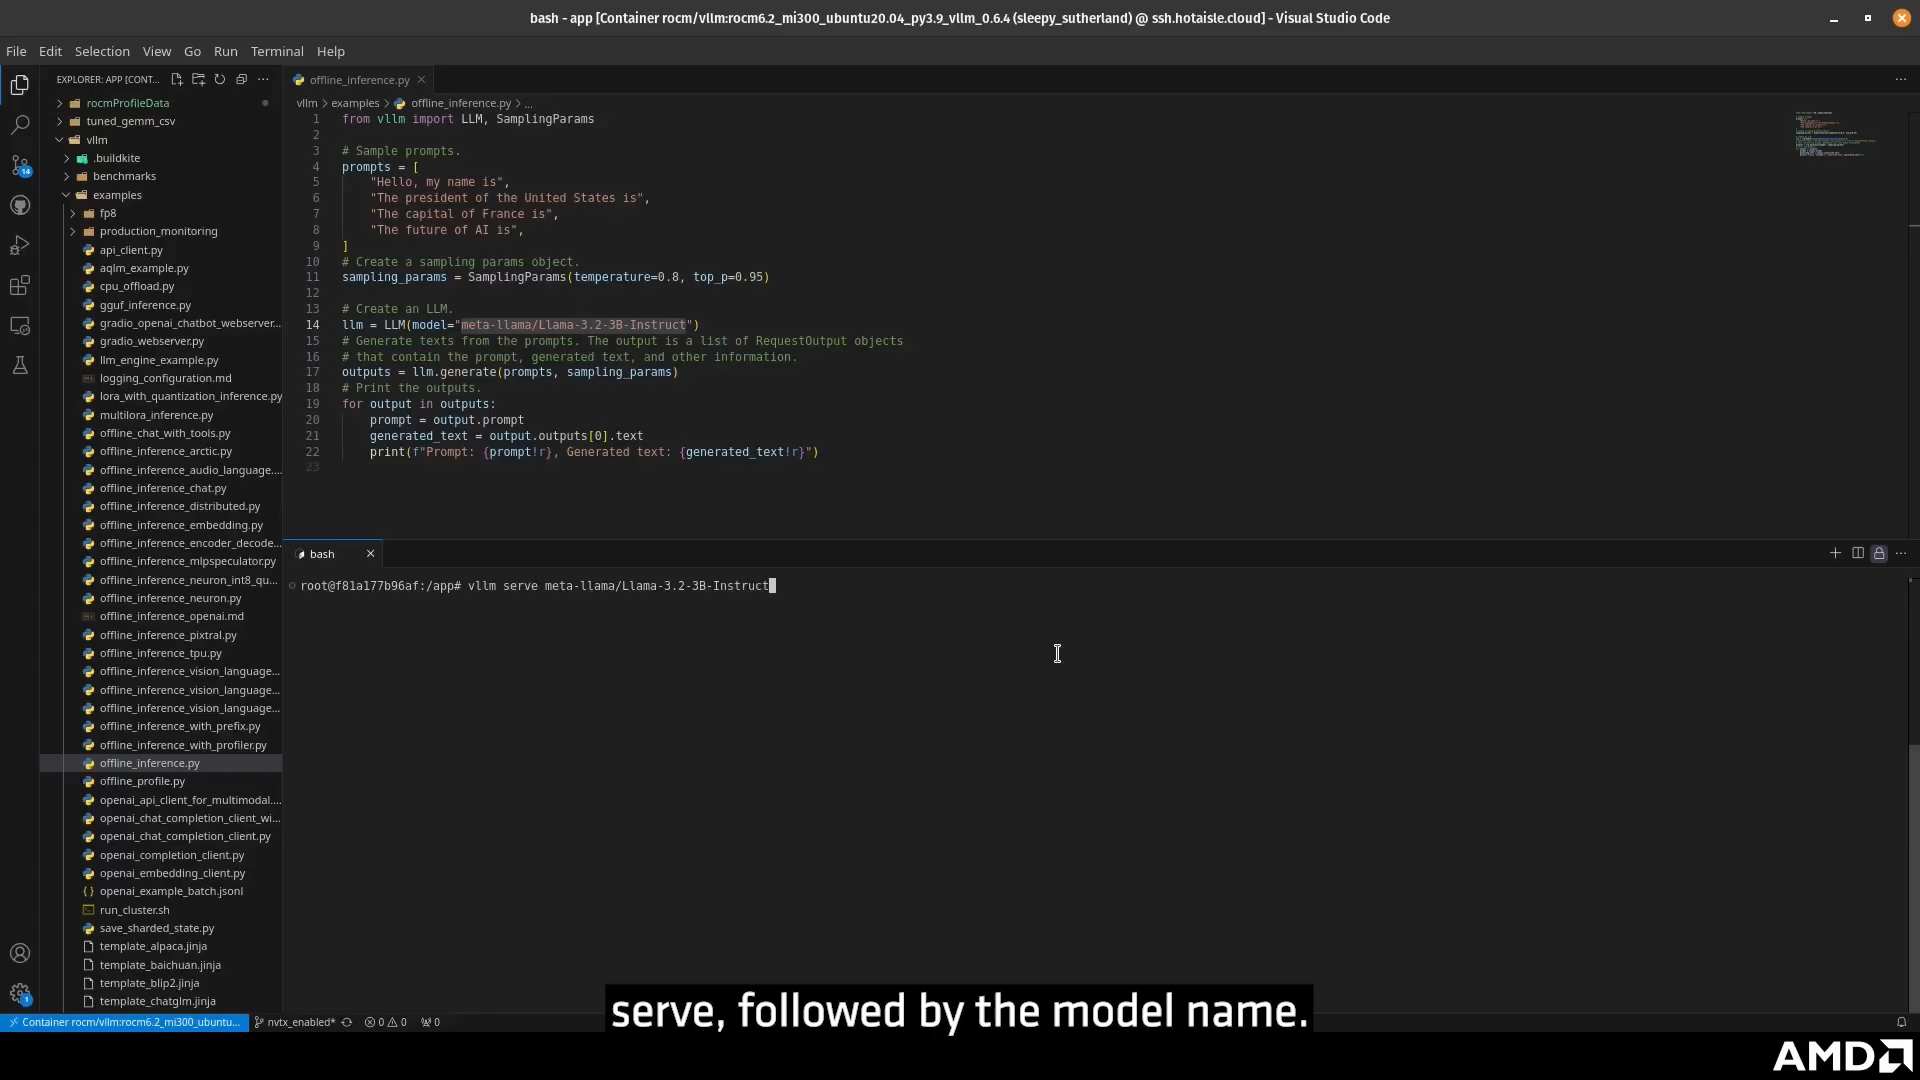 bash - app [Container rocm/vllm:rocm6.2_mi300_ubuntu20.04_py3.9_vllm_0.6.4 (sleepy_sutherland) @ ssh.hotaisle.cloud] - Visual Studio Code
File Edit Selection View Go Run Terminal Help
EXPLORER: APP [CONT...
rocmProfileData
tuned_gemm_csv
vllm
.buildkite
benchmarks
examples
fp8
production_monitoring
api_client.py
aqlm_example.py
cpu_offload.py
gguf_inference.py
gradio_openai_chatbot_webserver...
gradio_webserver.py
llm_engine_example.py
logging_configuration.md
lora_with_quantization_inference.py
multilora_inference.py
offline_chat_with_tools.py
offline_inference_arctic.py
offline_inference_audio_language....
offline_inference_chat.py
offline_inference_distributed.py
offline_inference_embedding.py
offline_inference_encoder_decode...
offline_inference_mlpspeculator.py
offline_inference_neuron_int8_qu...
offline_inference_neuron.py
offline_inference_openai.md
offline_inference_pixtral.py
offline_inference_tpu.py
offline_inference_vision_language...
offline_inference_vision_language...
offline_inference_vision_language...
offline_inference_with_prefix.py
offline_inference_with_profiler.py
offline_inference.py
offline_profile.py
openai_api_client_for_multimodal....
openai_chat_completion_client_wi...
openai_chat_completion_client.py
openai_completion_client.py
openai_embedding_client.py
openai_example_batch.jsonl
run_cluster.sh
save_sharded_state.py
template_alpaca.jinja
template_baichuan.jinja
template_blip2.jinja
template_chatglm.jinja
14
1
offline_inference.py
vllm > examples > offline_inference.py > ...
1 from vllm import LLM, SamplingParams
2
3 # Sample prompts.
4 prompts = [
5     "Hello, my name is",
6     "The president of the United States is",
7     "The capital of France is",
8     "The future of AI is",
9 ]
10 # Create a sampling params object.
11 sampling_params = SamplingParams(temperature=0.8, top_p=0.95)
12
13 # Create an LLM.
14 llm = LLM(model="meta-llama/Llama-3.2-3B-Instruct")
15 # Generate texts from the prompts. The output is a list of RequestOutput objects
16 # that contain the prompt, generated text, and other information.
17 outputs = llm.generate(prompts, sampling_params)
18 # Print the outputs.
19 for output in outputs:
20     prompt = output.prompt
21     generated_text = output.outputs[0].text
22     print(f"Prompt: {prompt!r}, Generated text: {generated_text!r}")
23
bash
root@f81a177b96af:/app# vllm serve meta-llama/Llama-3.2-3B-Instruct
serve, followed by the model name.
Container rocm/vllm:rocm6.2_mi300_ubuntu... nvtx_enabled* 0 0 0
AMD